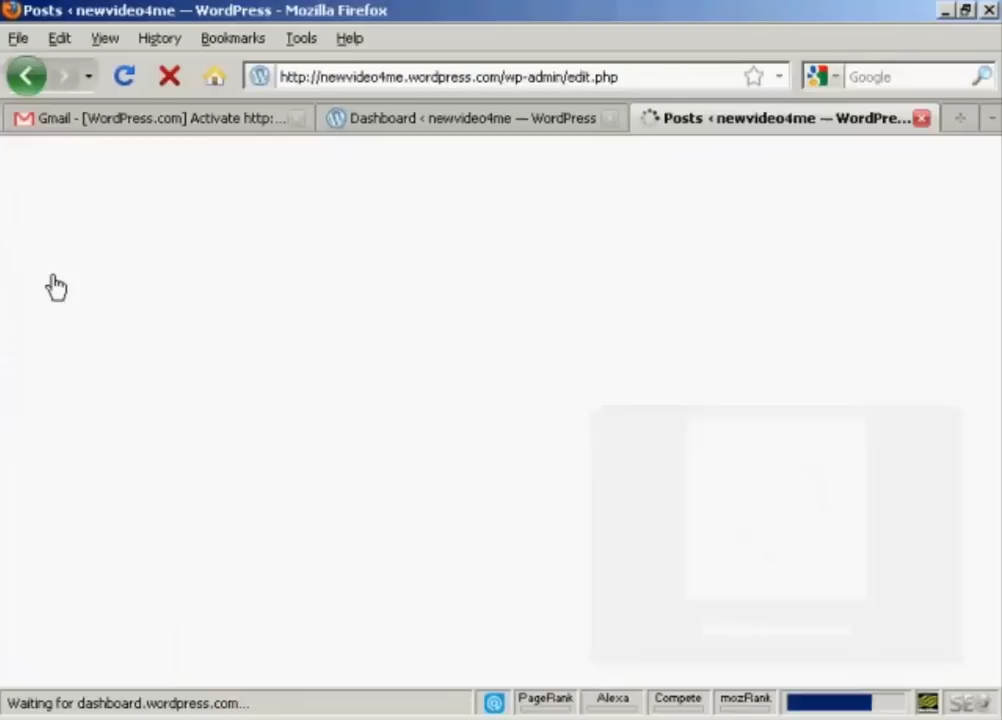 Posts ‹ newvideo4me — WordPress - Mozilla Firefox
File Edit View History Bookmarks Tools Help
http://newvideo4me.wordpress.com/wp-admin/edit.php Google
Gmail - [WordPress.com] Activate http:... Dashboard ‹ newvideo4me — WordPress Posts ‹ newvideo4me — WordPre...
Waiting for dashboard.wordpress.com... PageRank Alexa Compete mozRank SEO